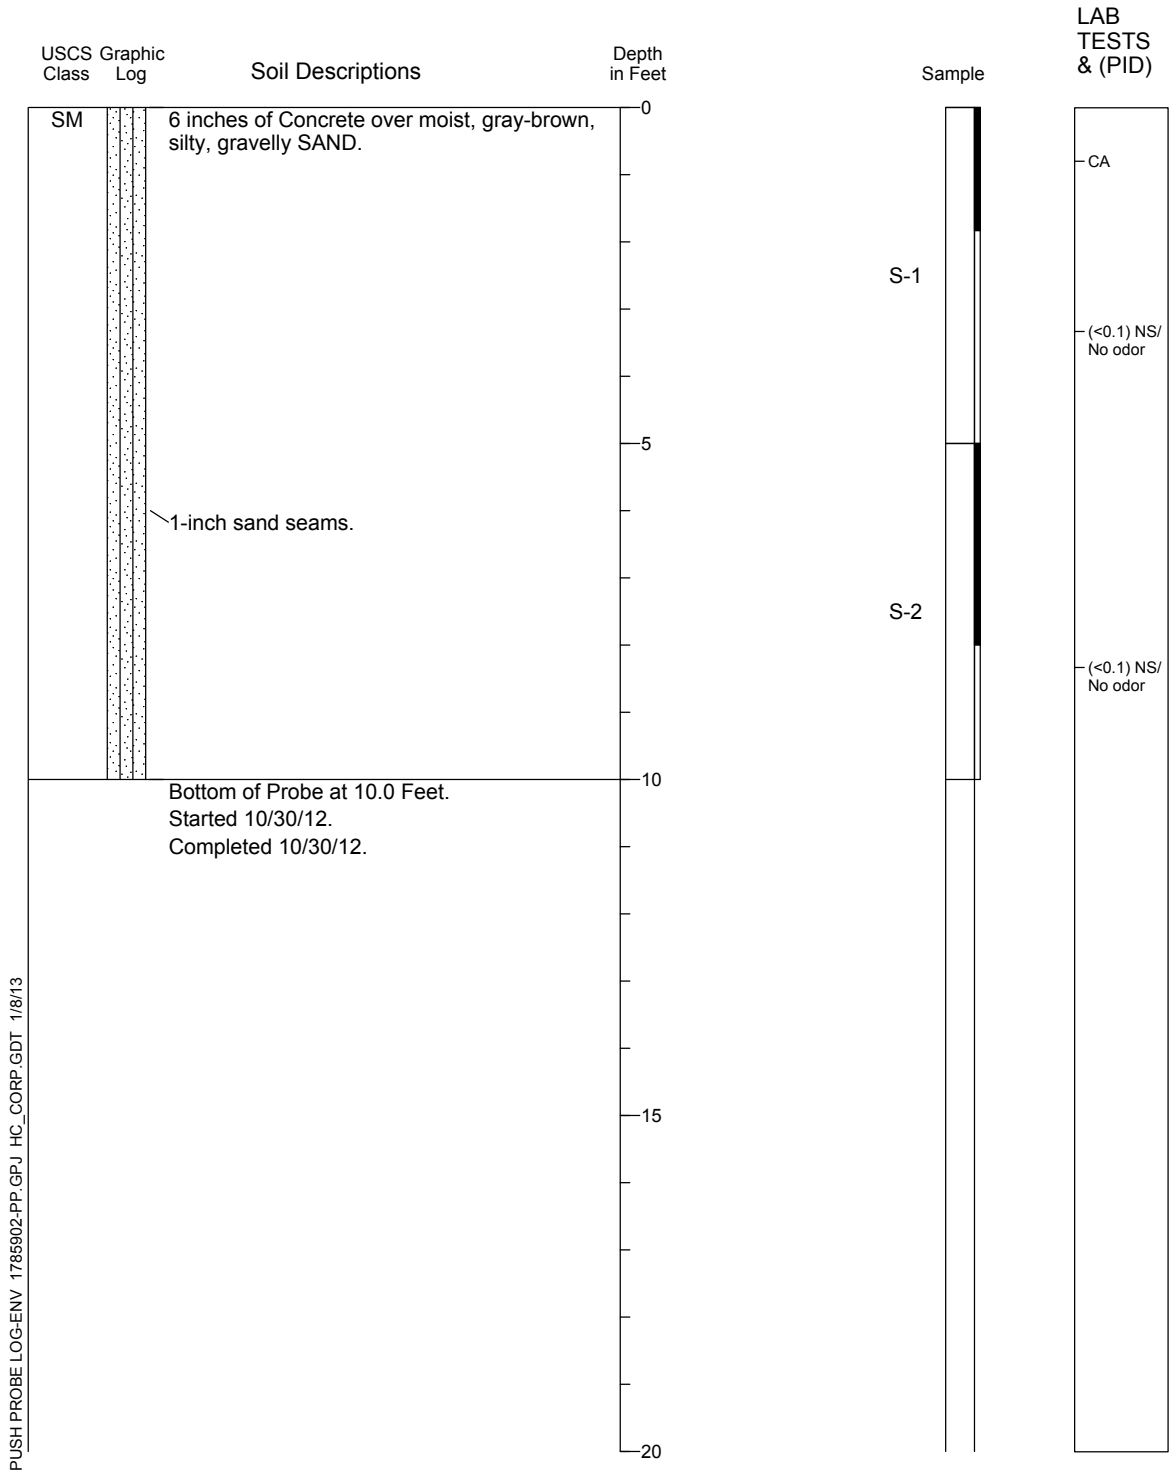 USCS Class
Graphic Log
Soil Descriptions
Depth in Feet
Sample
LAB
TESTS
& (PID)
SM
6 inches of Concrete over moist, gray-brown,
silty, gravelly SAND.
0
CA
S-1
(<0.1) NS/
No odor
5
1-inch sand seams.
S-2
(<0.1) NS/
No odor
10
Bottom of Probe at 10.0 Feet.
Started 10/30/12.
Completed 10/30/12.
15
20
PUSH PROBE LOG-ENV 1785902-PP.GPJ HC_CORP.GDT 1/8/13